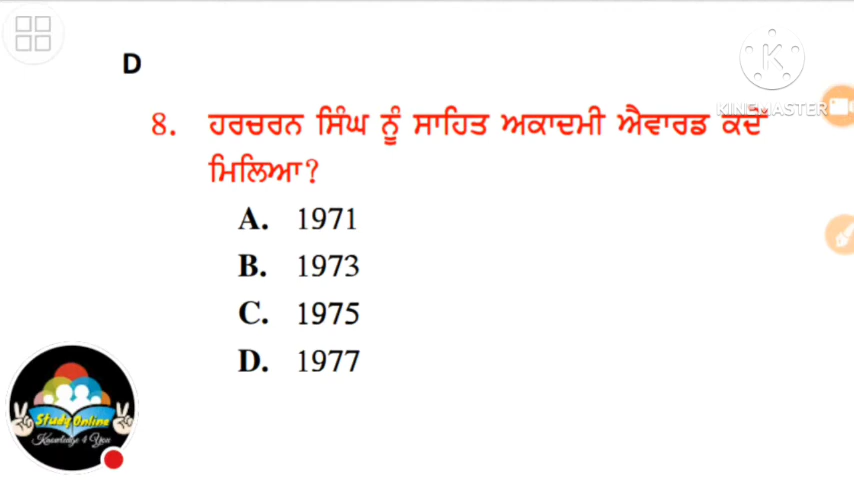 D
KINEMASTER
8. ਹਰਚਰਨ ਸਿੰਘ ਨੂੰ ਸਾਹਿਤ ਅਕਾਦਮੀ ਐਵਾਰਡ ਕਦੋਂ
ਮਿਲਿਆ?
A. 1971
B. 1973
C. 1975
D. 1977
Study Online
Knowledge 4 You